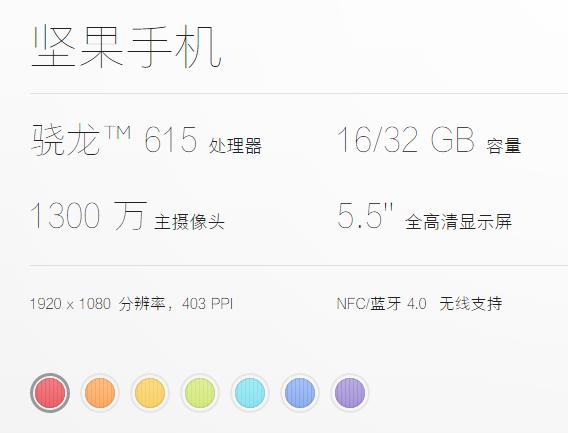 坚果手机
骁龙™ 615 处理器
16/32 GB 容量
1300 万 主摄像头
5.5" 全高清显示屏
1920 x 1080 分辨率，403 PPI
NFC/蓝牙 4.0 无线支持